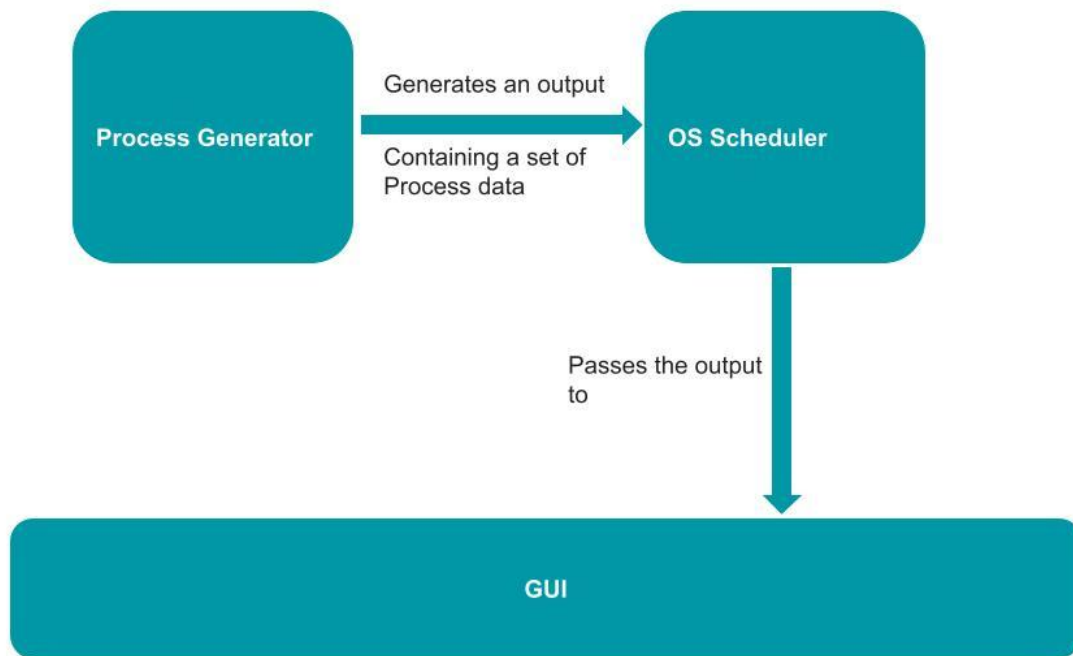 Generates an output
Process Generator
OS Scheduler
Containing a set of
Process data
Passes the output
to
GUI